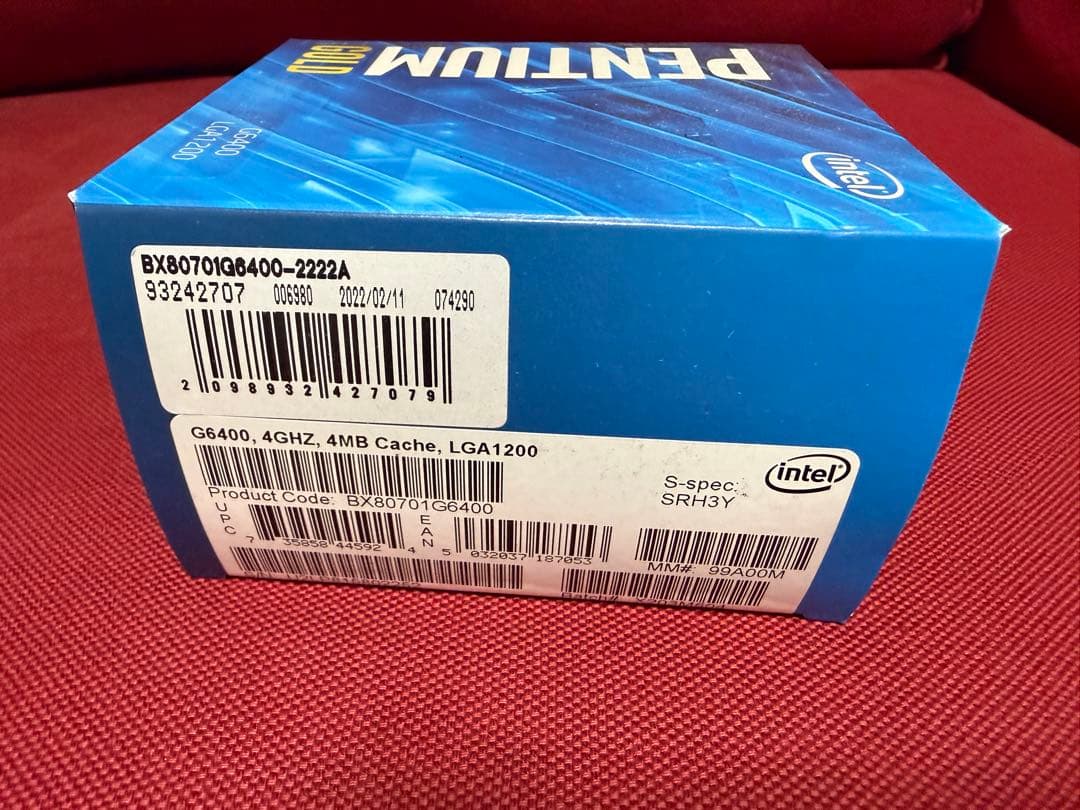 PENTIUM
GOLD
G6400
LGA1200
intel
BX80701G6400-2222A
93242707 006980 2022/02/11 074290
2 098932 427079
G6400, 4GHZ, 4MB Cache, LGA1200
intel
S-spec:
SRH3Y
Product Code: BX80701G6400
UPC 7 35858 44592 4
EAN 5 032037 187053
MM# 99A00M
Batch#